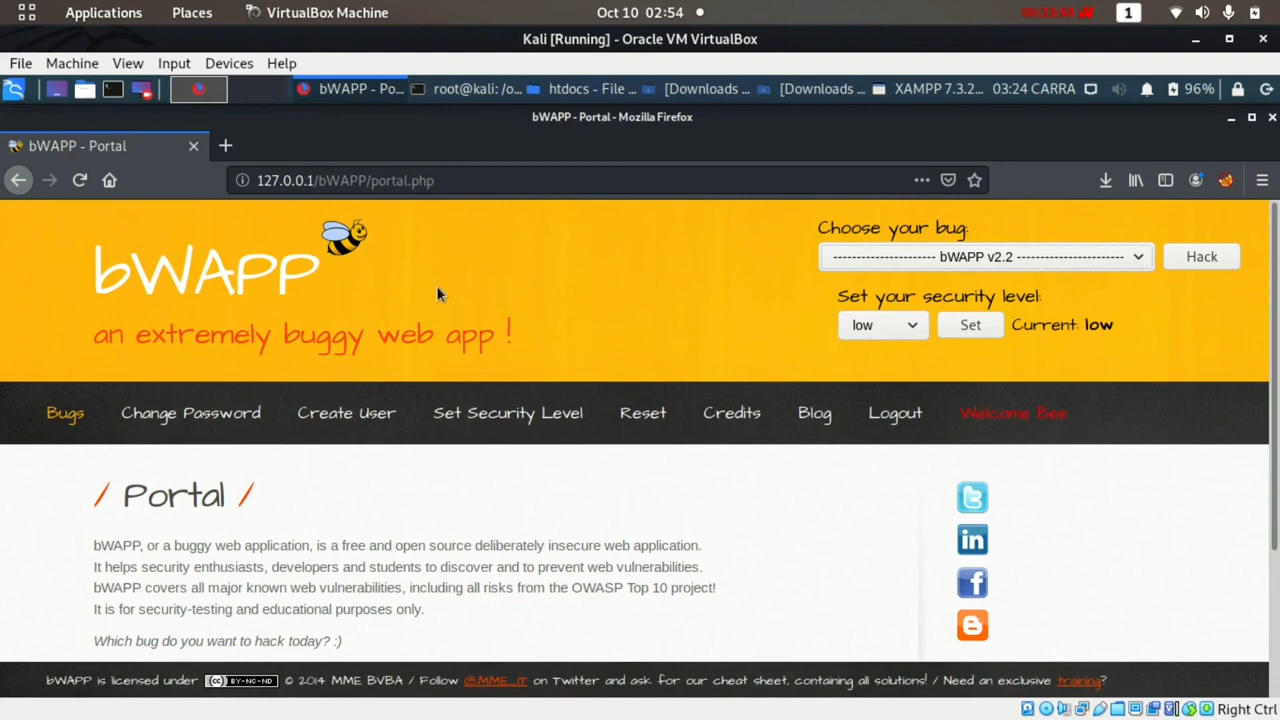 Applications Places VirtualBox Machine Oct 10 02:54 1
Kali [Running] - Oracle VM VirtualBox
File Machine View Input Devices Help
bWAPP - Po... root@kali: /o... htdocs - File ... [Downloads ... [Downloads ... XAMPP 7.3.2... 03:24 CARRA 96%
bWAPP - Portal - Mozilla Firefox
bWAPP - Portal
127.0.0.1/bWAPP/portal.php
bWAPP
an extremely buggy web app !
Choose your bug:
---------------------- bWAPP v2.2 ---------------------- Hack
Set your security level:
low Set Current: low
Bugs Change Password Create User Set Security Level Reset Credits Blog Logout Welcome Bee
/ Portal /
bWAPP, or a buggy web application, is a free and open source deliberately insecure web application.
It helps security enthusiasts, developers and students to discover and to prevent web vulnerabilities.
bWAPP covers all major known web vulnerabilities, including all risks from the OWASP Top 10 project!
It is for security-testing and educational purposes only.
Which bug do you want to hack today? :)
bWAPP is licensed under (cc) BY-NC-ND © 2014 MME BVBA / Follow @MME_IT on Twitter and ask for our cheat sheet, containing all solutions! / Need an exclusive training?
Right Ctrl